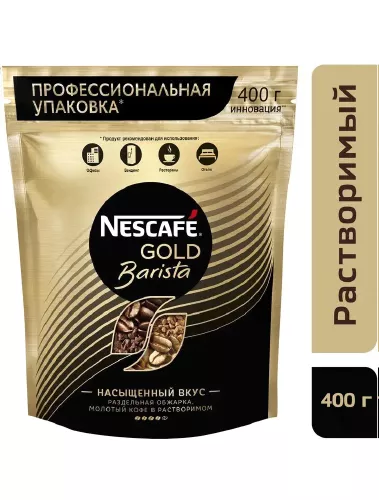 ПРОФЕССИОНАЛЬНАЯ
УПАКОВКА*
400 г
инновация**
* Продукт рекомендован для использования:
Офисы
Вендинг
Рестораны
Отели
NESCAFÉ
GOLD
Barista
НАСЫЩЕННЫЙ ВКУС
РАЗДЕЛЬНАЯ ОБЖАРКА,
МОЛОТЫЙ КОФЕ В РАСТВОРИМОМ
Растворимый
400 г